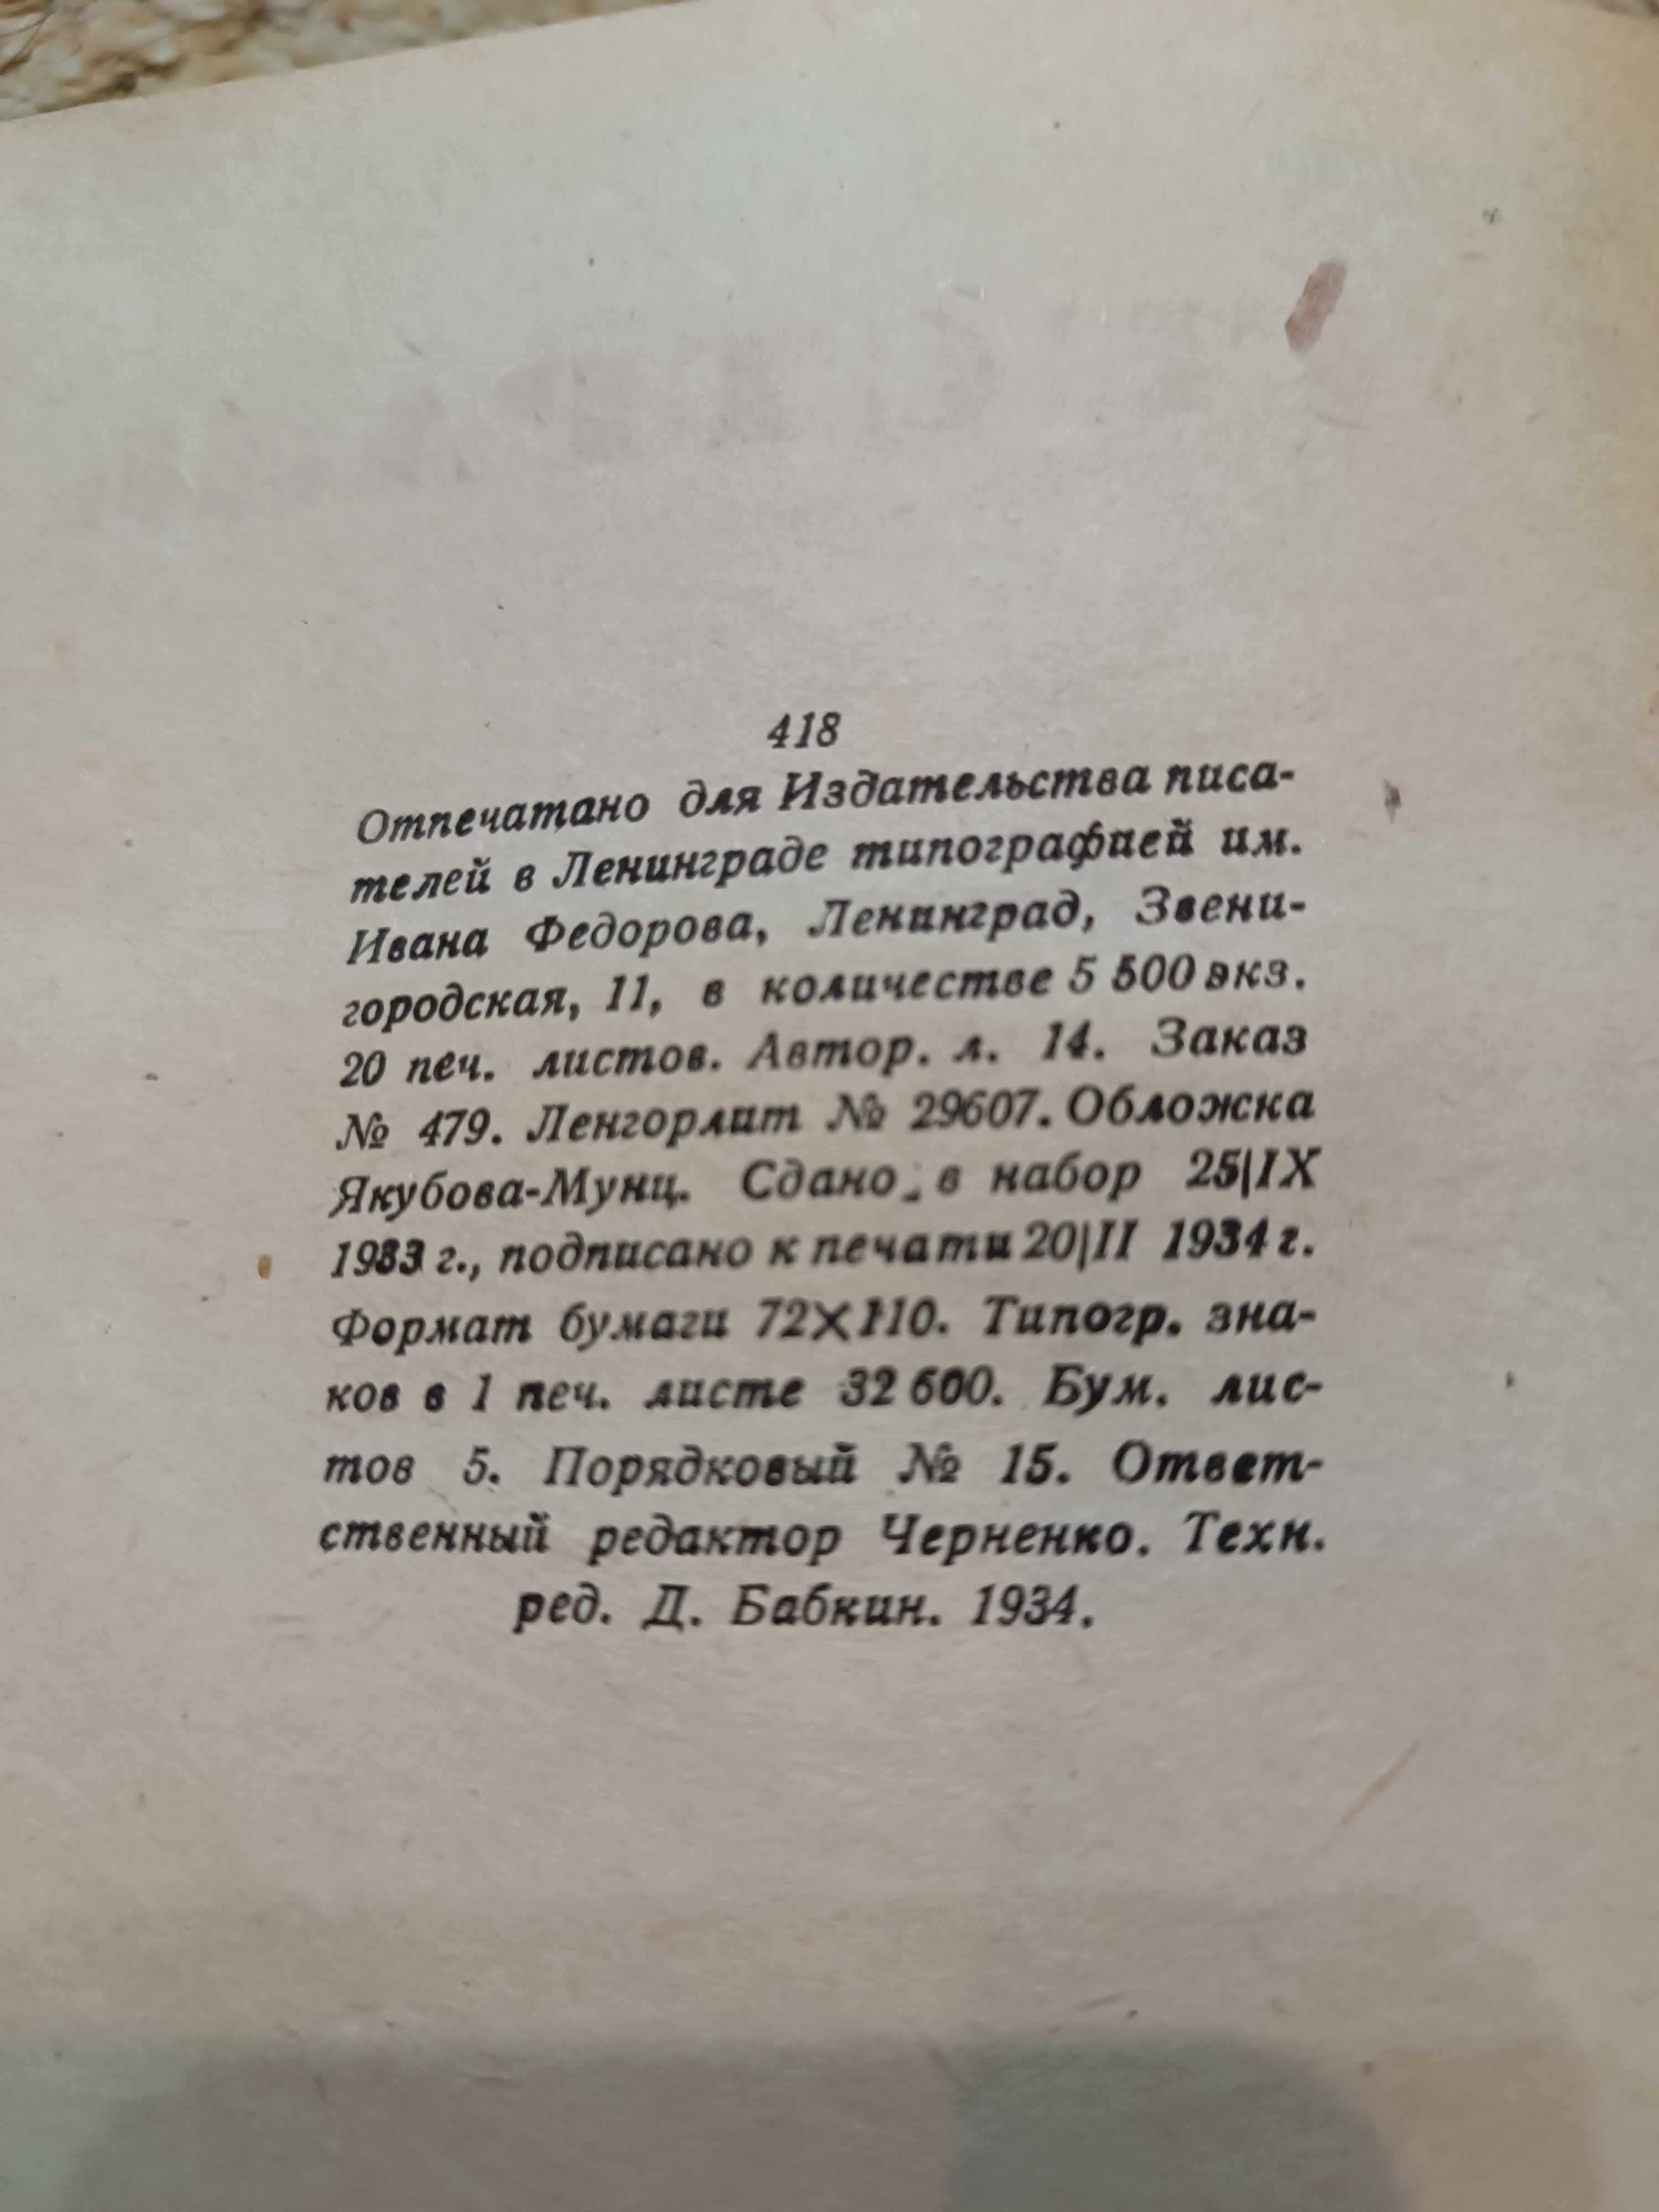 418
Отпечатано для Издательства писа-
телей в Ленинграде типографией им.
Ивана Федорова, Ленинград, Звени-
городская, 11, в количестве 5 500 экз.
20 печ. листов. Автор. л. 14. Заказ
№ 479. Ленгорлит № 29607. Обложка
Якубова-Мунц. Сдано в набор 25|IX
1933 г., подписано к печати 20|II 1934 г.
Формат бумаги 72×110. Типогр. зна-
ков в 1 печ. листе 32 600. Бум. лис-
тов 5. Порядковый № 15. Ответ-
ственный редактор Черненко. Техн.
ред. Д. Бабкин. 1934.